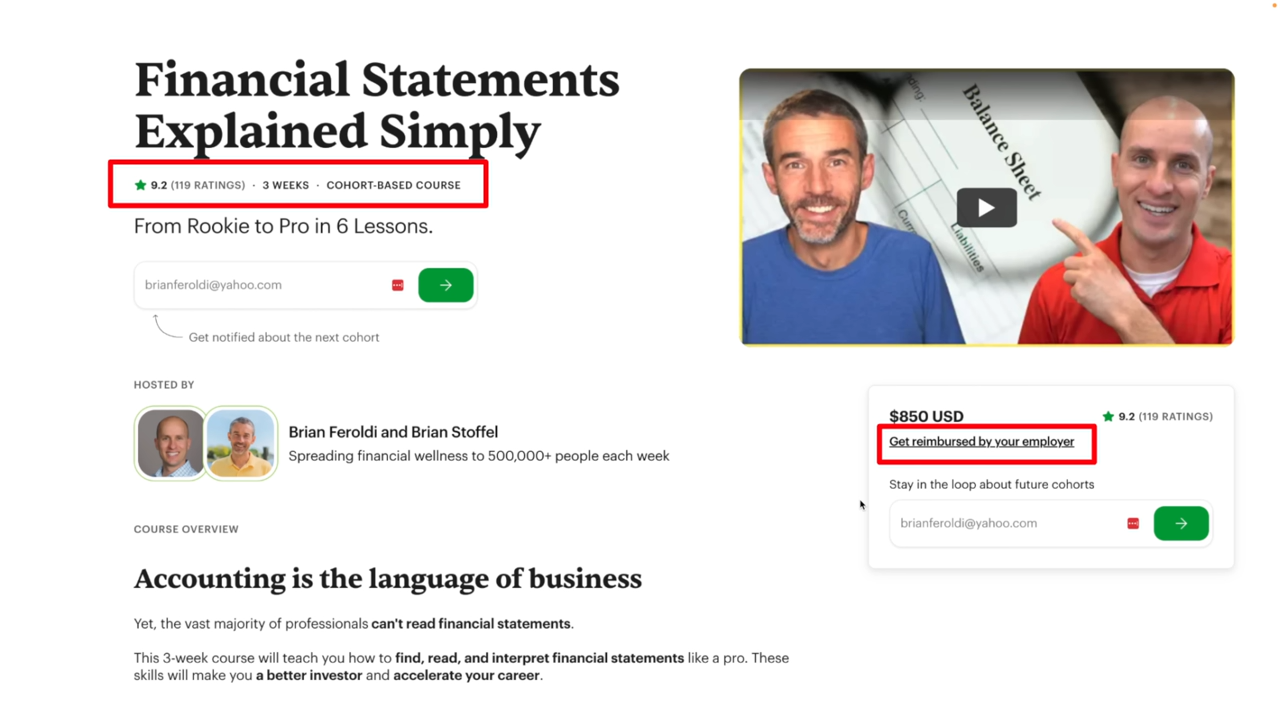 Financial Statements
Explained Simply
9.2 (119 RATINGS) · 3 WEEKS · COHORT-BASED COURSE
From Rookie to Pro in 6 Lessons.
brianferoldi@yahoo.com
Get notified about the next cohort
HOSTED BY
Brian Feroldi and Brian Stoffel
Spreading financial wellness to 500,000+ people each week
COURSE OVERVIEW
Accounting is the language of business
Yet, the vast majority of professionals can't read financial statements.
This 3-week course will teach you how to find, read, and interpret financial statements like a pro. These
skills will make you a better investor and accelerate your career.
Balance Sheet
Liabilities
$850 USD
9.2 (119 RATINGS)
Get reimbursed by your employer
Stay in the loop about future cohorts
brianferoldi@yahoo.com